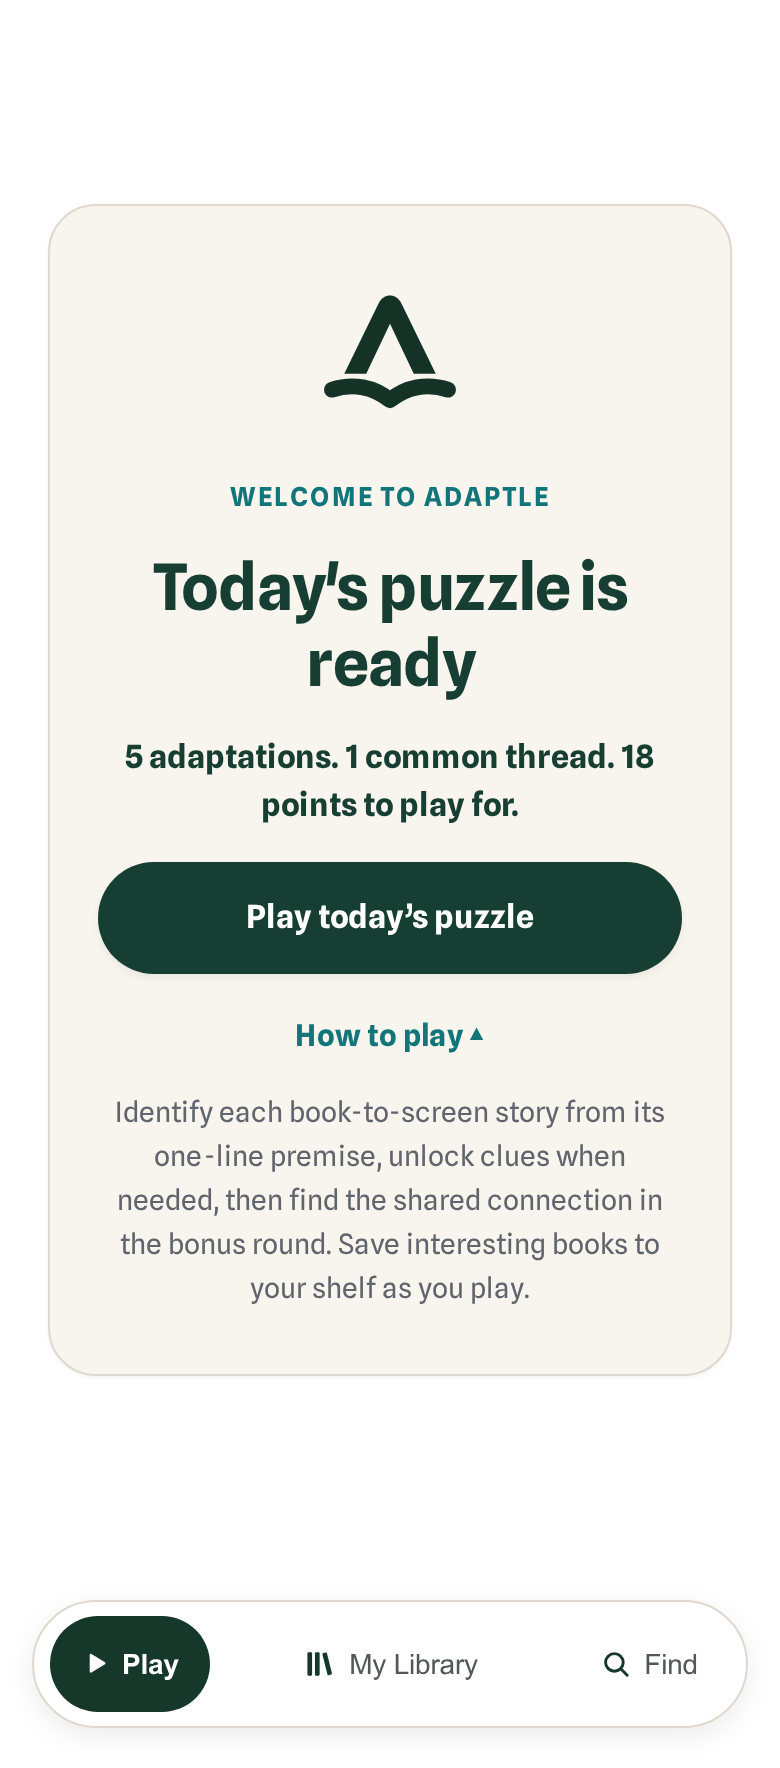 WELCOME TO ADAPTLE
Today's puzzle is
ready
5 adaptations. 1 common thread. 18
points to play for.
Play today’s puzzle
How to play ▲
Identify each book-to-screen story from its
one-line premise, unlock clues when
needed, then find the shared connection in
the bonus round. Save interesting books to
your shelf as you play.
Play
My Library
Find